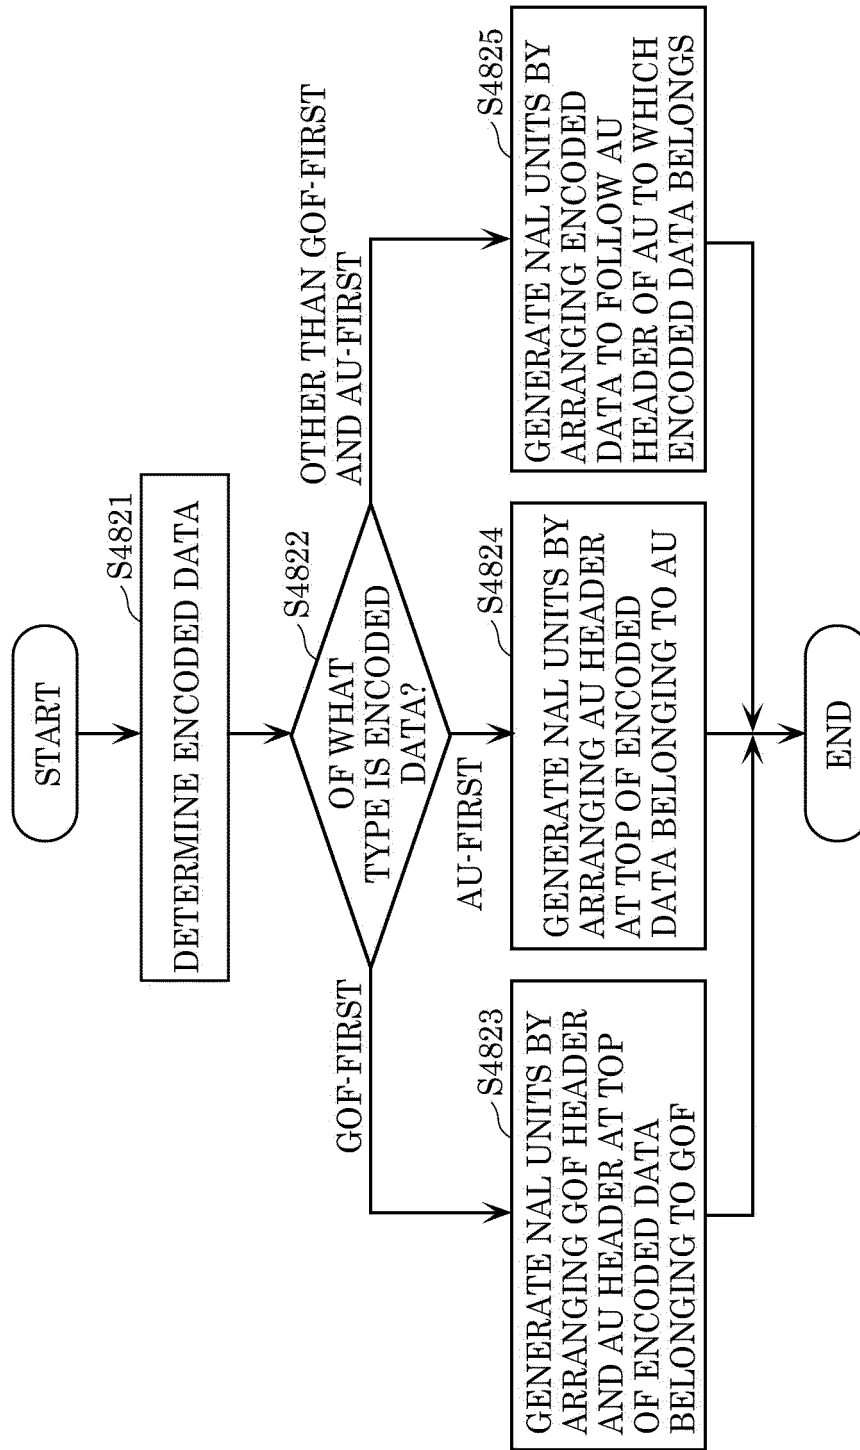 START
S4821
DETERMINE ENCODED DATA
S4822
OF WHAT
TYPE IS ENCODED
DATA?
GOF-FIRST
AU-FIRST
OTHER THAN GOF-FIRST
AND AU-FIRST
S4823
GENERATE NAL UNITS BY
ARRANGING GOF HEADER
AND AU HEADER AT TOP
OF ENCODED DATA
BELONGING TO GOF
S4824
GENERATE NAL UNITS BY
ARRANGING AU HEADER
AT TOP OF ENCODED
DATA BELONGING TO AU
S4825
GENERATE NAL UNITS BY
ARRANGING ENCODED
DATA TO FOLLOW AU
HEADER OF AU TO WHICH
ENCODED DATA BELONGS
END